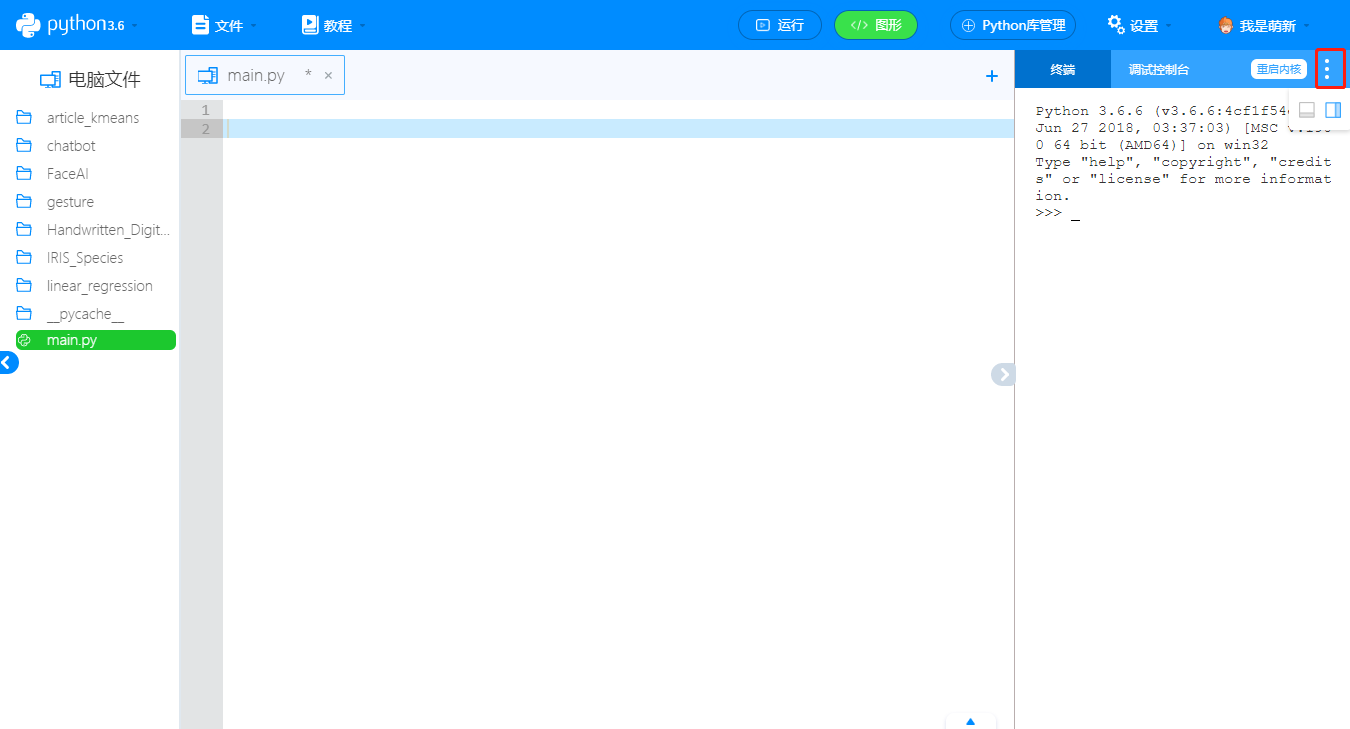 python3.6
文件
教程
运行
</> 图形
Python库管理
设置
我是萌新
电脑文件
article_kmeans
chatbot
FaceAI
gesture
Handwritten_Digit...
IRIS_Species
linear_regression
__pycache__
main.py
main.py * ×
+
1
2
终端
调试控制台
重启内核
Python 3.6.6 (v3.6.6:4cf1f54
Jun 27 2018, 03:37:03) [MSC
0 64 bit (AMD64)] on win32
Type "help", "copyright", "credit
s" or "license" for more informat
ion.
>>> _